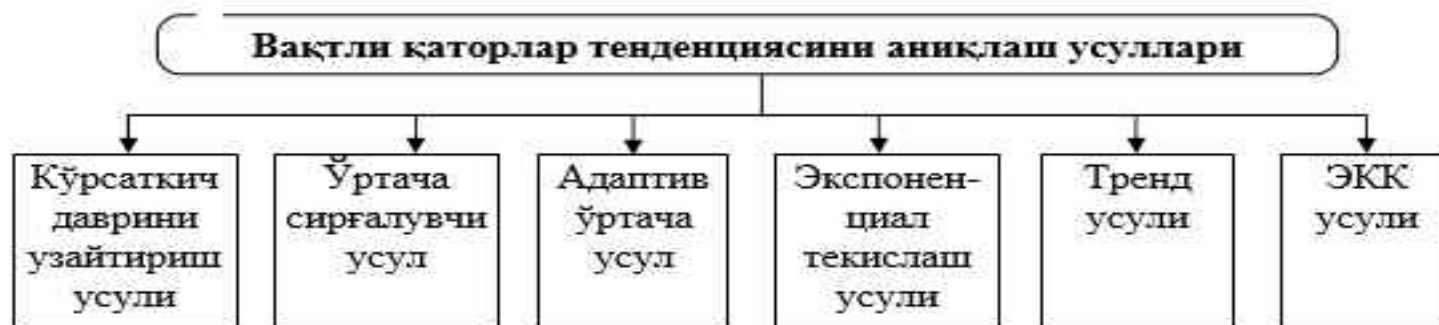 Вақтли қаторлар тенденциясини аниқлаш усуллари
Кўрсаткич
даврини
узайтириш
усули
Ўртача
сирғалувчи
усул
Адаптив
ўртача
усул
Экспонен-
циал
текислаш
усули
Тренд
усули
ЭКК
усули